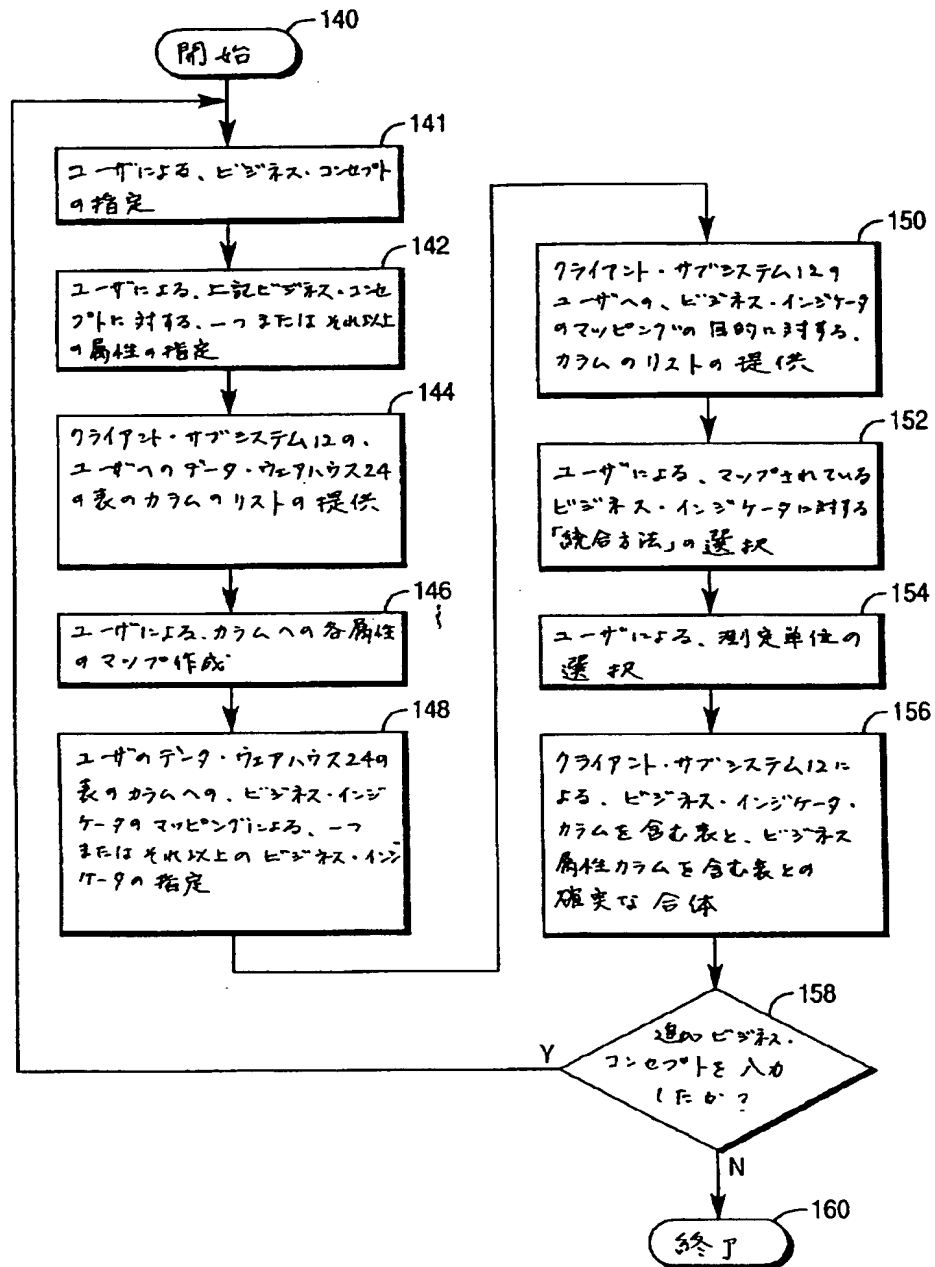 140
開始
141
ユーザによる、ビジネス・コンセプト
の指定
142
ユーザによる、上記ビジネス・コンセ
プトに対する、一つまたはそれ以上
の属性の指定
144
クライアント・サブシステム12の、
ユーザへのデータ・ウェアハウス24
の表のカラムのリストの提供
146
ユーザによる、カラムへの各属性
のマップ作成
148
ユーザのデータ・ウェアハウス24の
表のカラムへの、ビジネス・インジ
ケータのマッピングによる、一つ
またはそれ以上のビジネス・インジ
ケータの指定
150
クライアント・サブシステム12の
ユーザへの、ビジネス・インジケータ
のマッピングの目的に対する、
カラムのリストの提供
152
ユーザによる、マップされている
ビジネス・インジケータに対する
「統合方法」の選択
154
ユーザによる、測定単位の
選択
156
クライアント・サブシステム12に
よる、ビジネス・インジケータ・
カラムを含む表と、ビジネス
属性カラムを含む表との
確実な合体
158
追加ビジネス・
コンセプトを入力
したか?
Y
N
160
終了